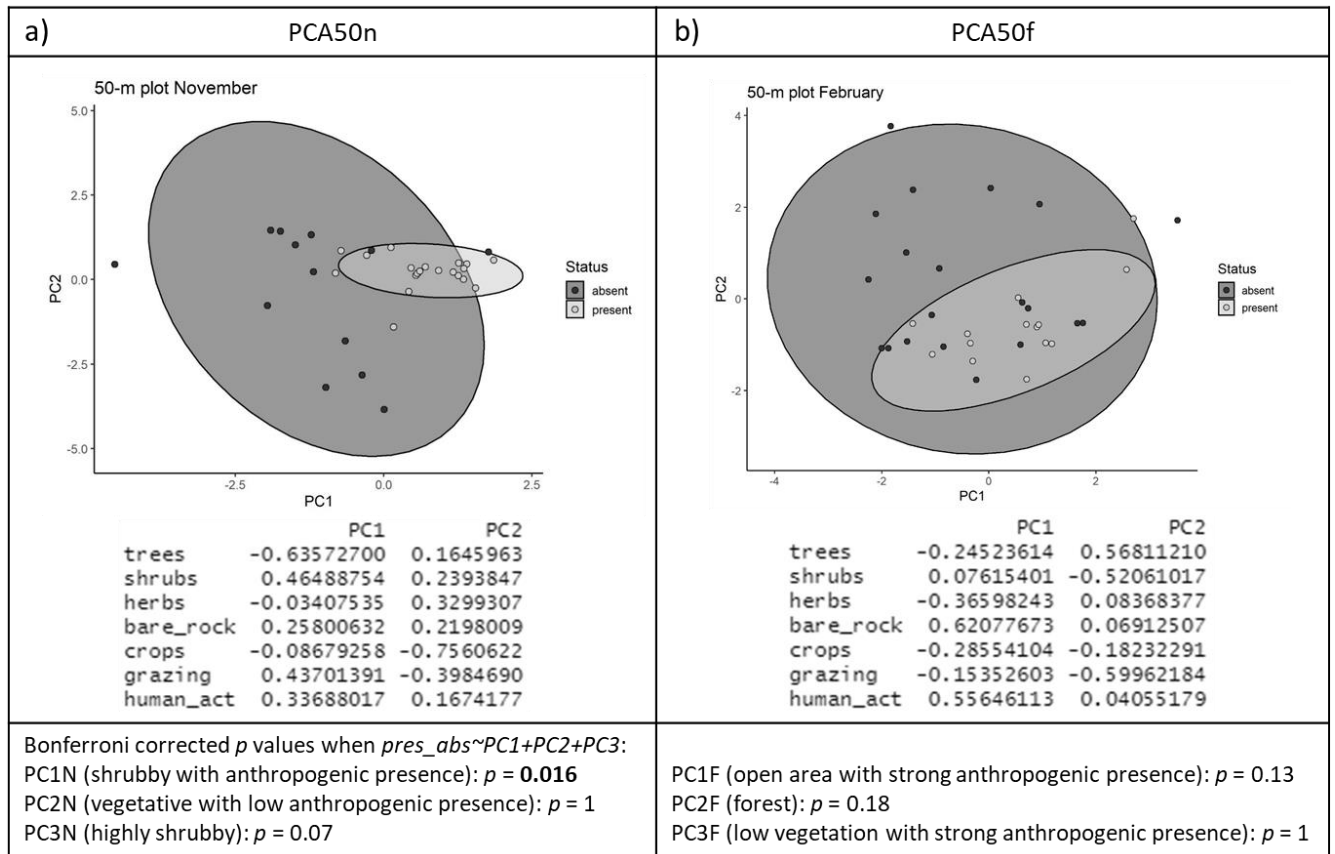 a)
PCA50n
50-m plot November
5.0
2.5
0.0
-2.5
-5.0
PC2
-2.5
0.0
2.5
PC1
Status
absent
present
PC1 PC2
trees -0.63572700 0.1645963
shrubs 0.46488754 0.2393847
herbs -0.03407535 0.3299307
bare_rock 0.25800632 0.2198009
crops -0.08679258 -0.7560622
grazing 0.43701391 -0.3984690
human_act 0.33688017 0.1674177
Bonferroni corrected p values when pres_abs~PC1+PC2+PC3:
PC1N (shrubby with anthropogenic presence): p = 0.016
PC2N (vegetative with low anthropogenic presence): p = 1
PC3N (highly shrubby): p = 0.07
b)
PCA50f
50-m plot February
4
2
0
-2
PC2
-4
-2
0
2
PC1
Status
absent
present
PC1 PC2
trees -0.24523614 0.56811210
shrubs 0.07615401 -0.52061017
herbs -0.36598243 0.08368377
bare_rock 0.62077673 0.06912507
crops -0.28554104 -0.18232291
grazing -0.15352603 -0.59962184
human_act 0.55646113 0.04055179
PC1F (open area with strong anthropogenic presence): p = 0.13
PC2F (forest): p = 0.18
PC3F (low vegetation with strong anthropogenic presence): p = 1